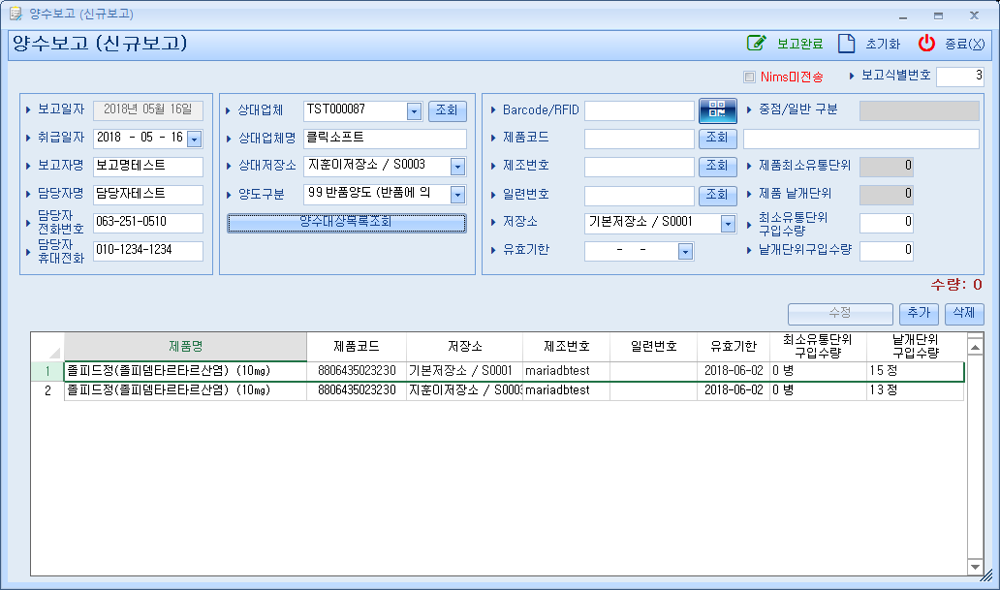 양수보고 (신규보고)
양수보고 (신규보고)
보고완료
초기화
종료(X)
Nims미전송
보고식별번호
3
보고일자
2018년 05월 16일
취급일자
2018 - 05 - 16
보고자명
보고명테스트
담당자명
담당자테스트
담당자
전화번호
063-251-0510
담당자
휴대전화
010-1234-1234
상대업체
TST000087
조회
상대업체명
클릭소프트
상대저장소
지훈이저장소 / S0003
양도구분
99 반품양도 (반품에 의
양수대상목록조회
Barcode/RFID
제품코드
조회
제조번호
조회
일련번호
조회
저장소
기본저장소 / S0001
유효기한
- -
중점/일반 구분
제품최소유통단위
0
제품 낱개단위
0
최소유통단위
구입수량
0
낱개단위구입수량
0
수량: 0
수정
추가
삭제
제품명 제품코드 저장소 제조번호 일련번호 유효기한 최소유통단위 구입수량 낱개단위 구입수량
1 졸피드정(졸피뎀타르타르산염) (10㎎) 8806435023230 기본저장소 / S0001 mariadbtest 2018-06-02 0 병 15 정
2 졸피드정(졸피뎀타르타르산염) (10㎎) 8806435023230 지훈이저장소 / S0003 mariadbtest 2018-06-02 0 병 13 정